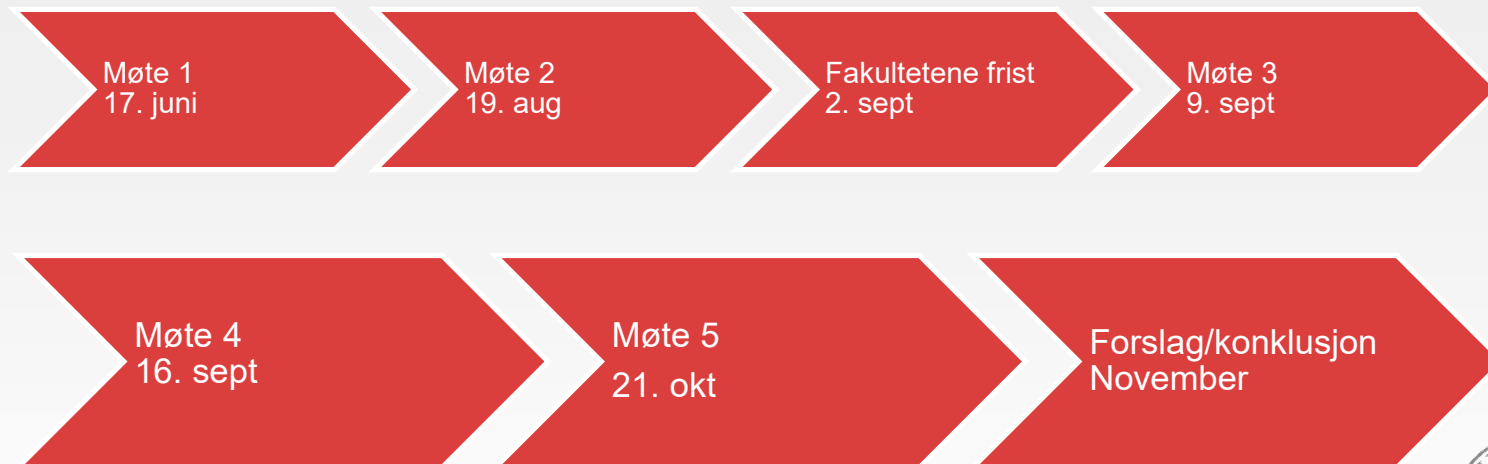 Møte 1
17. juni
Møte 2
19. aug
Fakultetene frist
2. sept
Møte 3
9. sept
Møte 4
16. sept
Møte 5
21. okt
Forslag/konklusjon
November